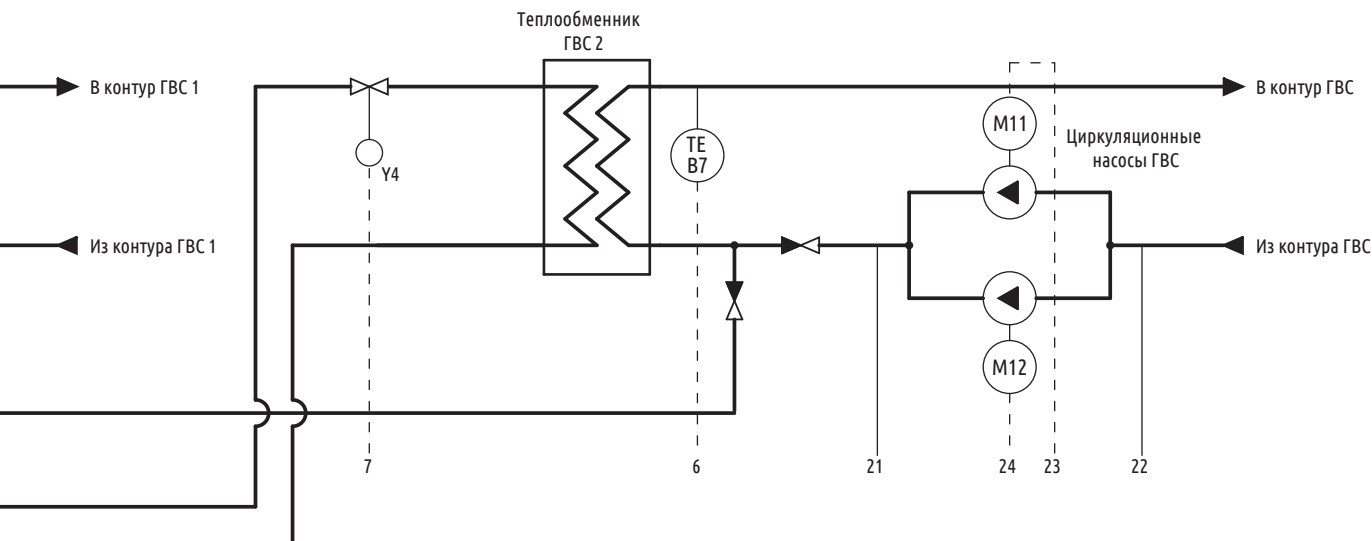 Теплообменник
ГВС 2
В контур ГВС 1
В контур ГВС
M11
Циркуляционные
насосы ГВС
TE
B7
Y4
Из контура ГВС 1
Из контура ГВС
M12
7
6
21
24
23
22